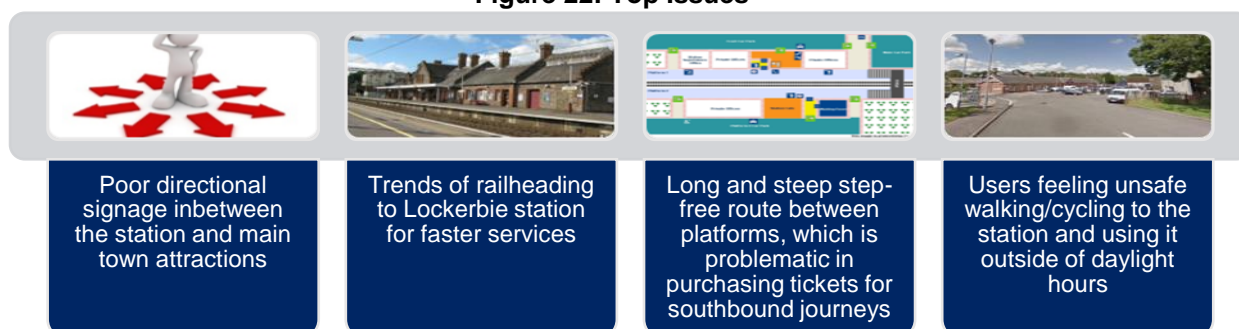 Figure 22: Top Issues
Poor directional
signage inbetween
the station and main
town attractions
Trends of railheading
to Lockerbie station
for faster services
Long and steep step-
free route between
platforms, which is
problematic in
purchasing tickets for
southbound journeys
Users feeling unsafe
walking/cycling to the
station and using it
outside of daylight
hours